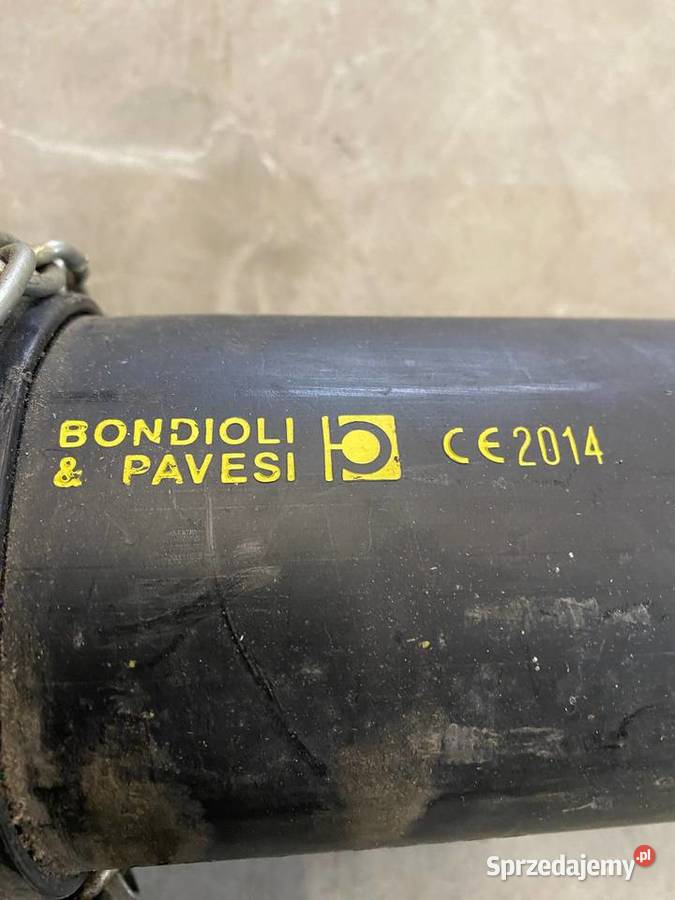 BONDIOLI
& PAVESI
CE 2014
Sprzedajemy.pl